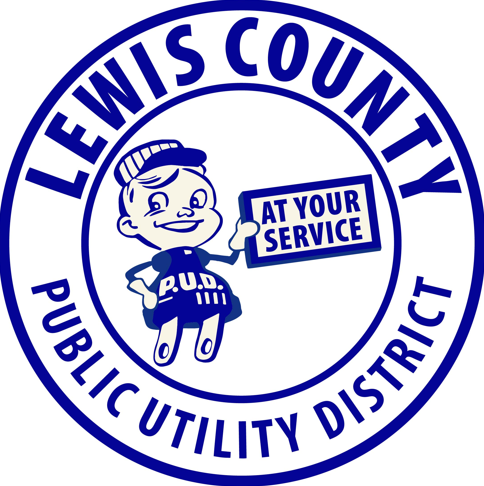 LEWIS COUNTY
AT YOUR
SERVICE
P.U.D.
PUBLIC UTILITY DISTRICT